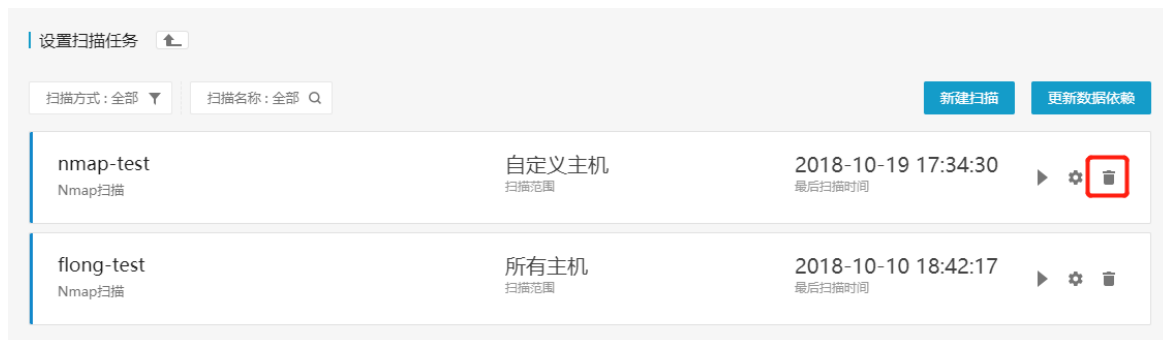 设置扫描任务
扫描方式 : 全部 扫描名称 : 全部 新建扫描 更新数据依赖
nmap-test 自定义主机 2018-10-19 17:34:30
Nmap扫描 扫描范围 最后扫描时间
flong-test 所有主机 2018-10-10 18:42:17
Nmap扫描 扫描范围 最后扫描时间